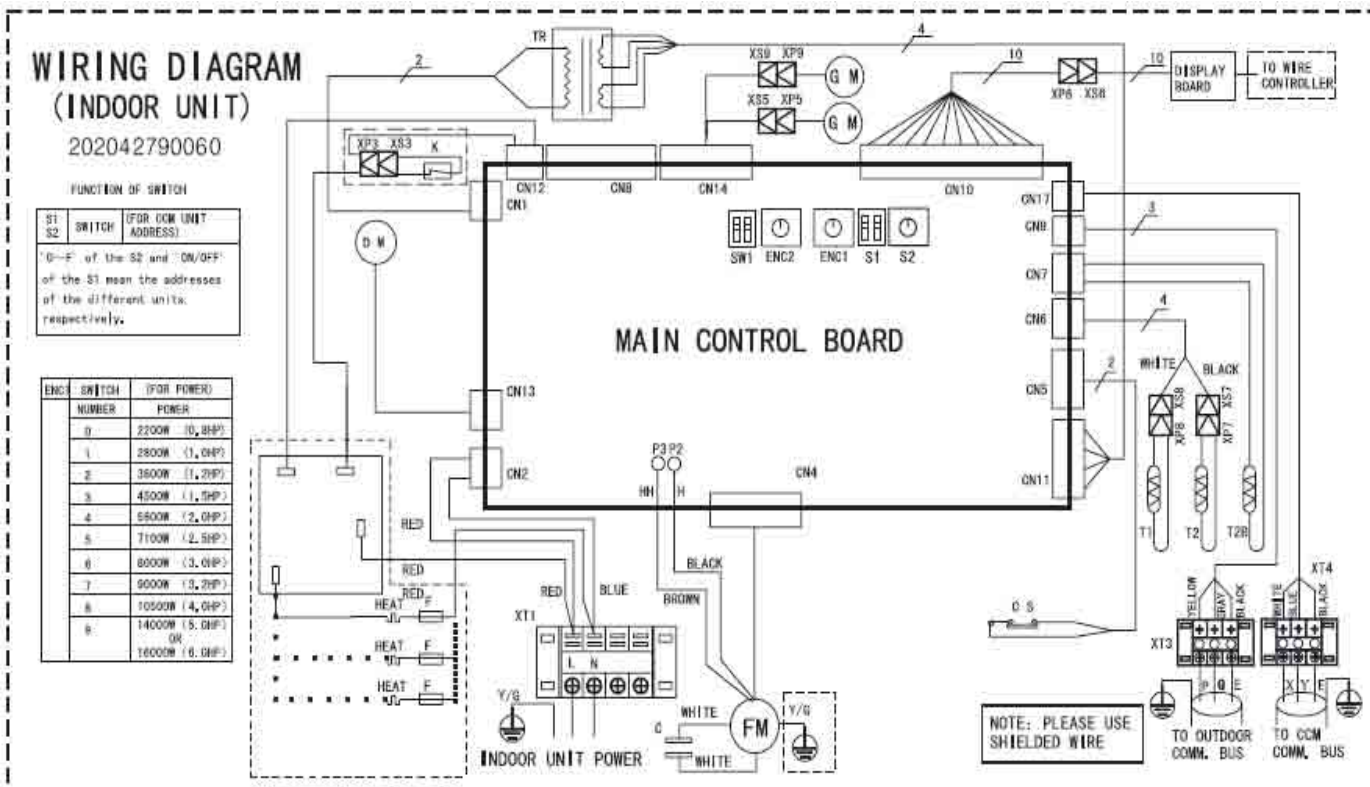 WIRING DIAGRAM
(INDOOR UNIT)
202042790060
FUNCTION OF SWITCH
S1
S2
SWITCH
(FOR CCM UNIT
ADDRESS)
"0~F" of the S2 and "ON/OFF"
of the S1 mean the addresses
of the different units.
respectively.
SWITCH
(FOR POWER)
NUMBER
POWER
0
2200W (0.8HP)
1
2800W (1.0HP)
2
3600W (1.2HP)
3
4500W (1.5HP)
4
5600W (2.0HP)
5
7100W (2.5HP)
6
8000W (3.0HP)
7
9000W (3.2HP)
8
10500W (4.0HP)
9
14000W (5.0HP)
OR
16000W (6.0HP)
TR
2
4
XS9 XP9
G M
XS5 XP5
G M
10
XP6 XS6
10
DISPLAY
BOARD
TO WIRE
CONTROLLER
XP3 XS3 K
CN12
CN8
CN14
CN10
CN1
CN17
D M
SW1
ENC2
ENC1
S1
S2
3
CN7
CN6
4
MAIN CONTROL BOARD
WHITE
BLACK
CN5
2
XS8
XP8
XS7
XP7
CN13
CN2
P3 P2
HH
H
CN4
CN11
T1
T2
T2B
RED
RED
RED
RED
BLUE
BLACK
BROWN
HEAT F
HEAT F
HEAT F
XT1
L N
Y/G
INDOOR UNIT POWER
C
WHITE
WHITE
FM
Y/G
YELLOW
GRAY
BLACK
WHITE
BLUE
BLACK
XT4
XT3
P Q E
X Y E
NOTE: PLEASE USE
SHIELDED WIRE
TO OUTDOOR
COMM. BUS
TO CCM
COMM. BUS